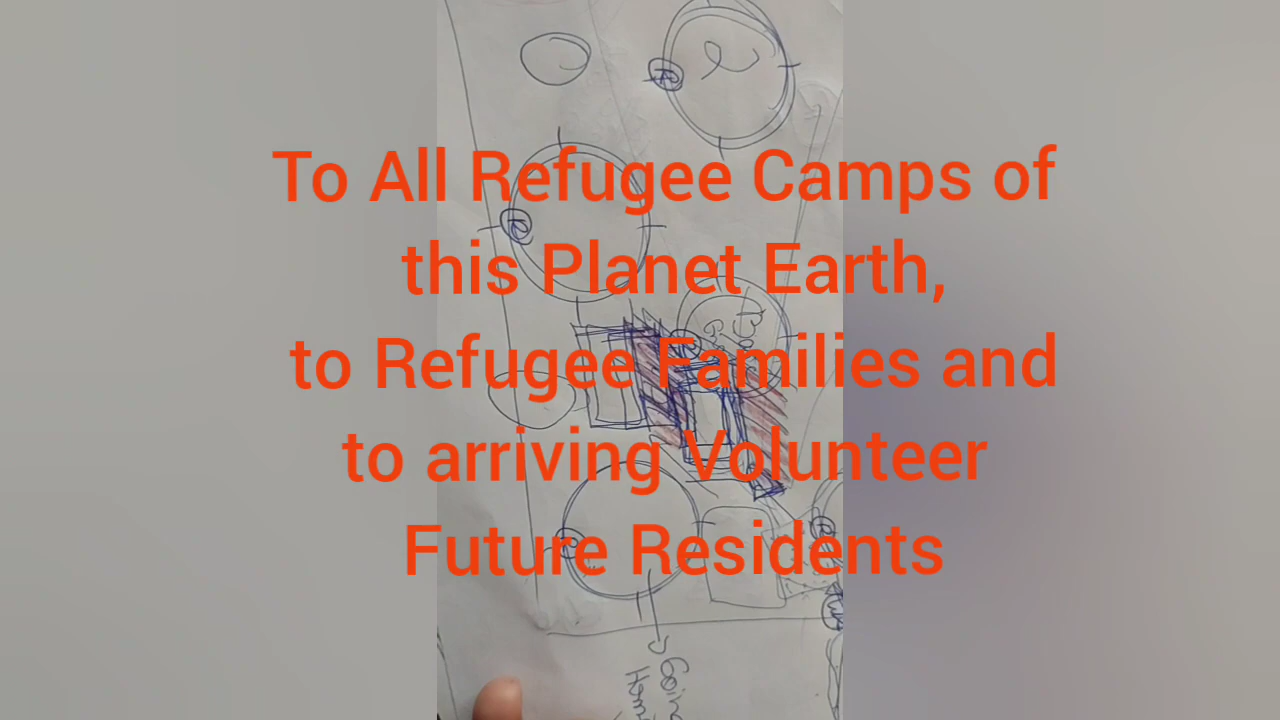 To All Refugee Camps of
this Planet Earth,
to Refugee Families and
to arriving Volunteer
Future Residents